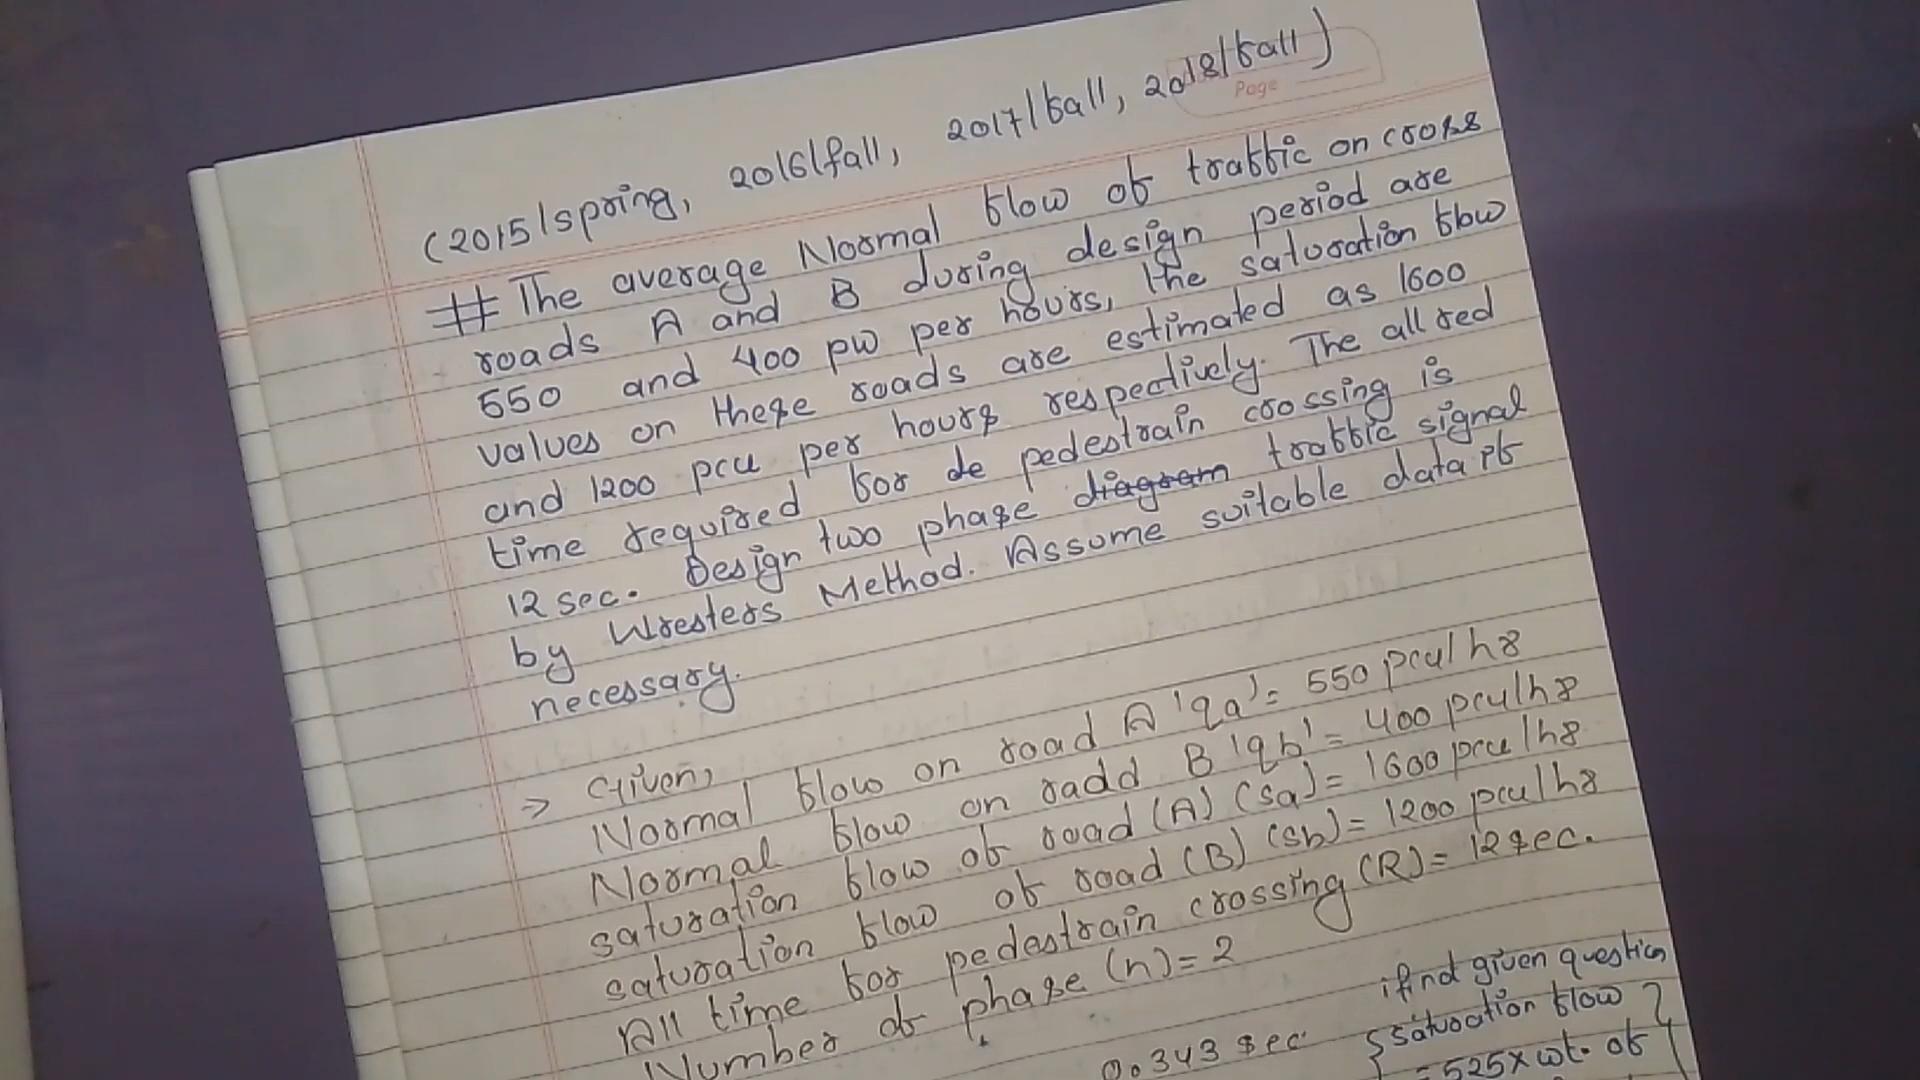 (2015/spring, 2016/fall, 2017/fall, 2018/fall)
Page
# The average Normal flow of traffic on cross
roads A and B during design period are
550 and 400 pw per hours, the saturation flow
values on these roads are estimated as 1600
and 1200 pcu per hours respectively. The all red
time required for de pedestrain crossing is
12 sec. Design two phase diagram traffic signal
by Wresters Method. Assume suitable data if
necessary.
⇒ Given,
Normal flow on road A 'qa' = 550 pcu/hr
Normal flow on radd B 'qb' = 400 pcu/hr
saturation flow of road (A) (sa) = 1600 pcu/hr
saturation flow of road (B) (sb) = 1200 pcu/hr
All time for pedestrain crossing (R) = 12 sec.
Number of phase (n) = 2
if nd given question
0.343 sec. {saturation flow }
= 525 x wt. of